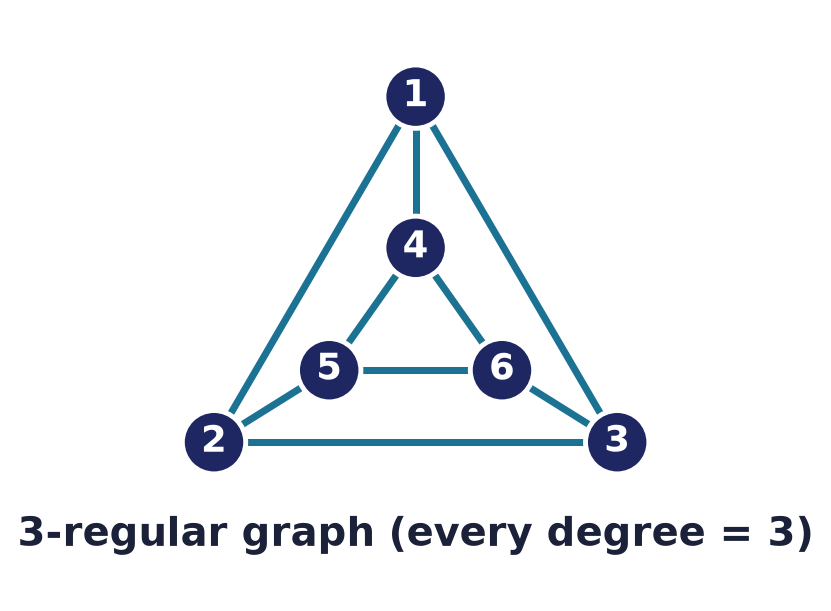 1
4
5 6
2 3
3-regular graph (every degree = 3)